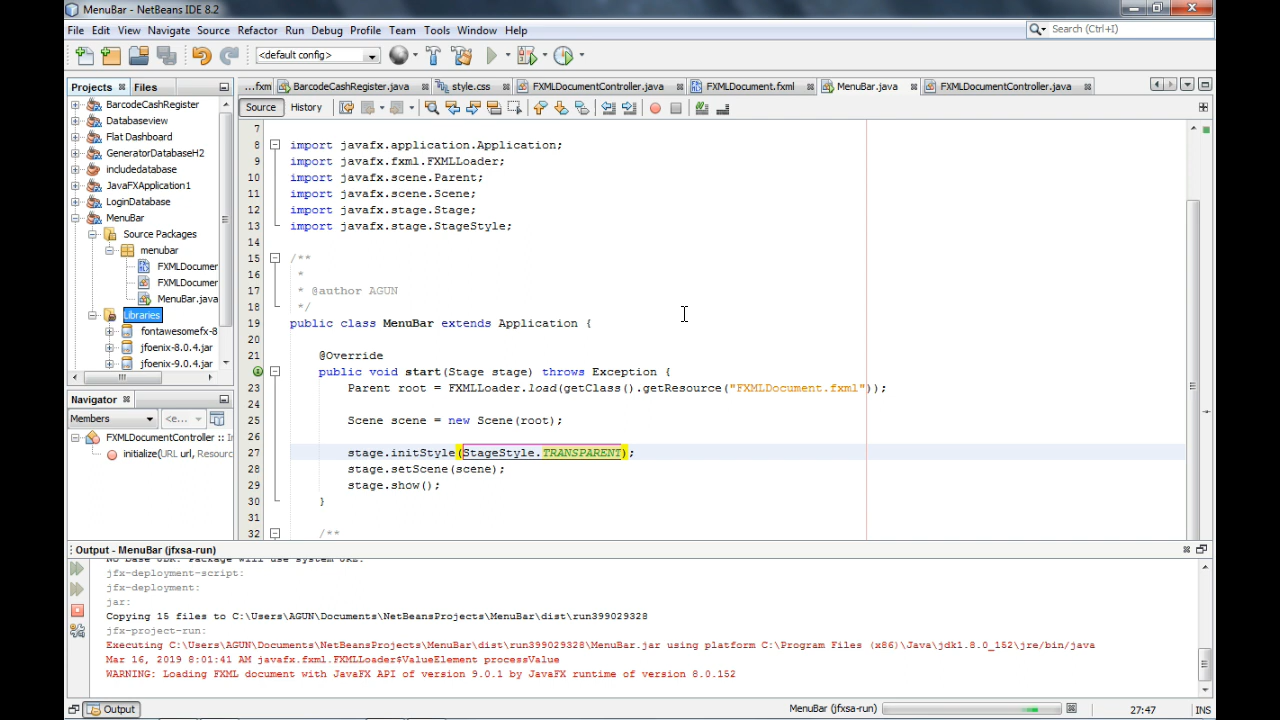 MenuBar - NetBeans IDE 8.2
File Edit View Navigate Source Refactor Run Debug Profile Team Tools Window Help
Search (Ctrl+I)
<default config>
Projects Files
...fxm BarcodeCashRegister.java style.css FXMLDocumentController.java FXMLDocument.fxml MenuBar.java FXMLDocumentController.java
Source History
BarcodeCashRegister
Databaseview
Flat Dashboard
GeneratorDatabaseH2
includedatabase
JavaFXApplication1
LoginDatabase
MenuBar
Source Packages
menubar
FXMLDocumer
FXMLDocumer
MenuBar.java
Libraries
fontawesomefx-8
jfoenix-8.0.4.jar
jfoenix-9.0.4.jar
Navigator
Members <e...
FXMLDocumentController :: In
initialize(URL url, Resourc
7
8 import javafx.application.Application;
9 import javafx.fxml.FXMLLoader;
10 import javafx.scene.Parent;
11 import javafx.scene.Scene;
12 import javafx.stage.Stage;
13 import javafx.stage.StageStyle;
14
15 /**
16 *
17 * @author AGUN
18 */
19 public class MenuBar extends Application {
20
21 @Override
public void start(Stage stage) throws Exception {
23 Parent root = FXMLLoader.load(getClass().getResource("FXMLDocument.fxml"));
24
25 Scene scene = new Scene(root);
26
27 stage.initStyle(StageStyle.TRANSPARENT);
28 stage.setScene(scene);
29 stage.show();
30 }
31
32 /**
Output - MenuBar (jfxsa-run)
jfx-deployment-script:
jfx-deployment:
jar:
Copying 15 files to C:\Users\AGUN\Documents\NetBeansProjects\MenuBar\dist\run399029328
jfx-project-run:
Executing C:\Users\AGUN\Documents\NetBeansProjects\MenuBar\dist\run399029328\MenuBar.jar using platform C:\Program Files (x86)\Java\jdk1.8.0_152\jre/bin/java
Mar 16, 2019 8:01:41 AM javafx.fxml.FXMLLoader$ValueElement processValue
WARNING: Loading FXML document with JavaFX API of version 9.0.1 by JavaFX runtime of version 8.0.152
Output
MenuBar (jfxsa-run)
27:47 INS